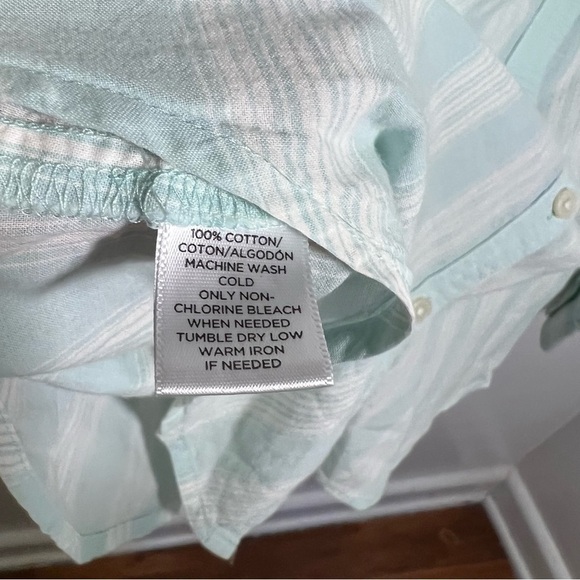 100% COTTON/
COTON/ALGODÓN
MACHINE WASH
COLD
ONLY NON-
CHLORINE BLEACH
WHEN NEEDED
TUMBLE DRY LOW
WARM IRON
IF NEEDED